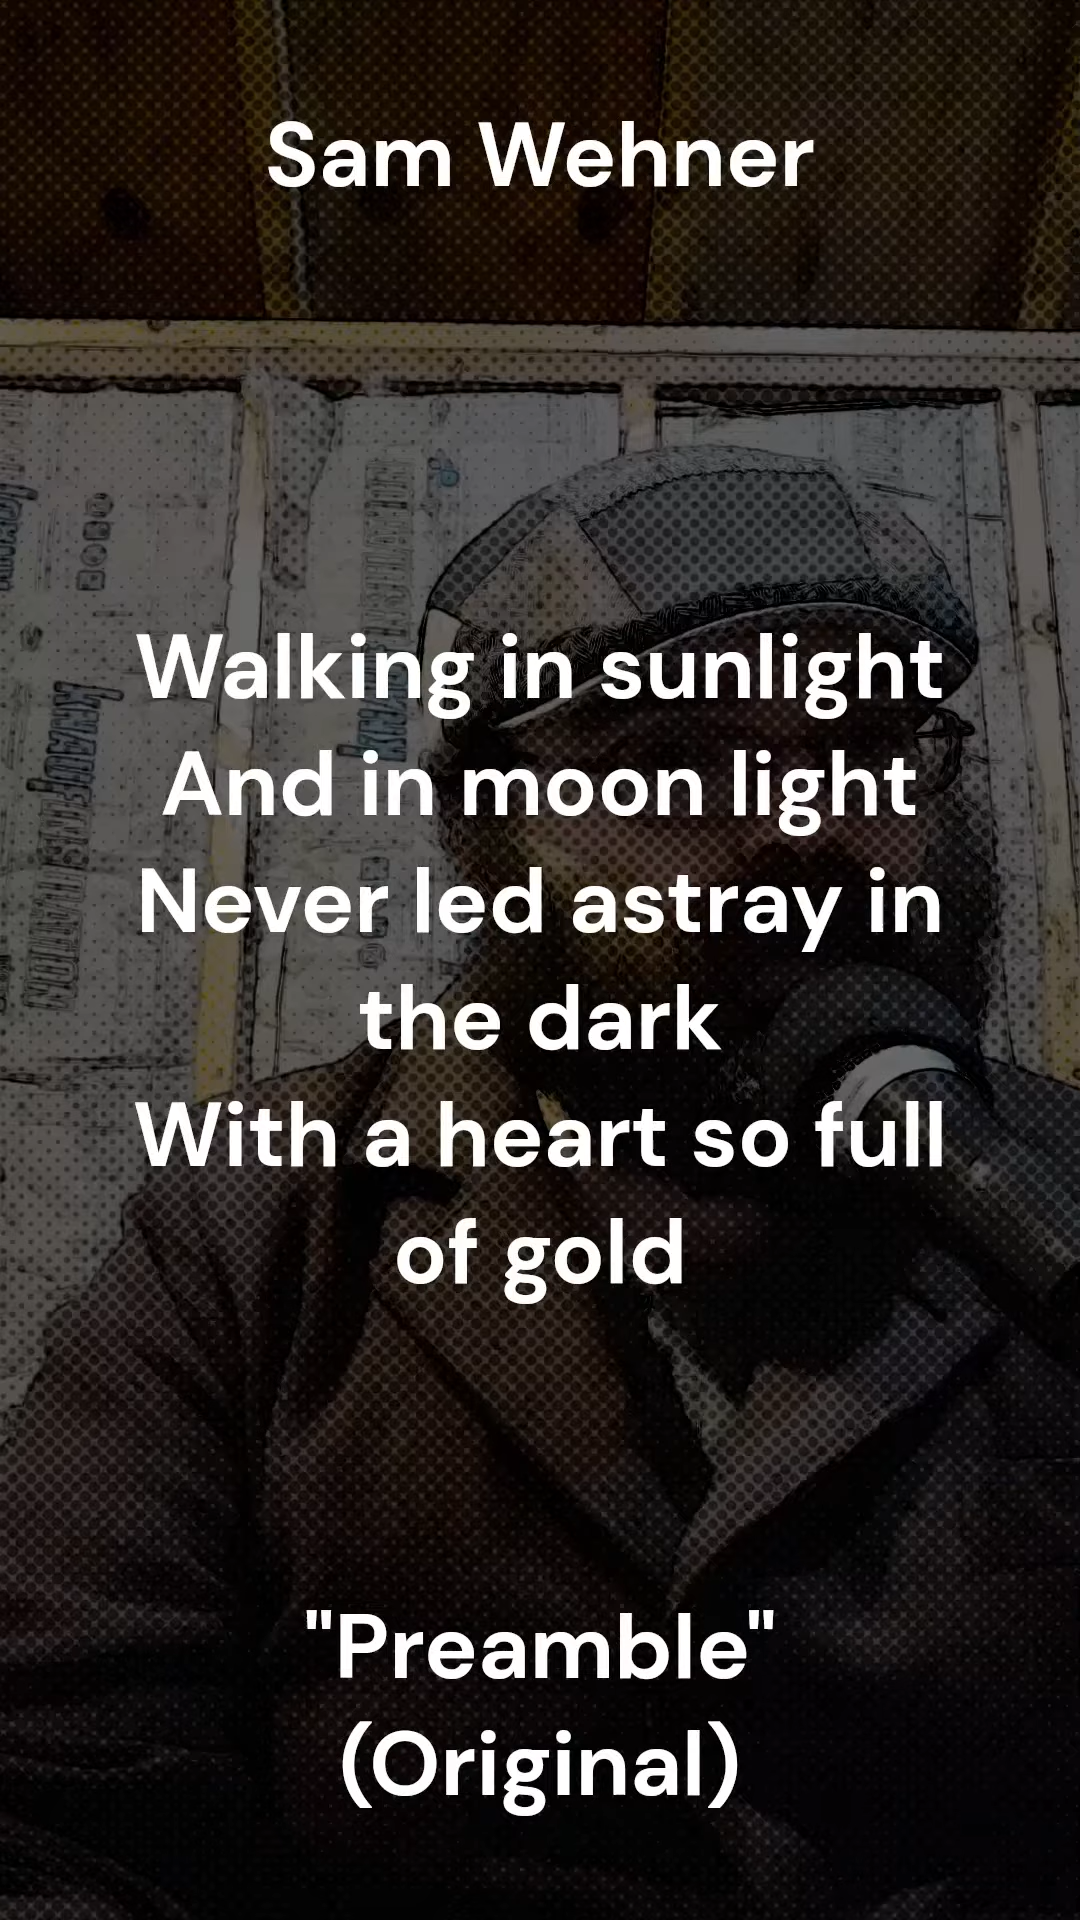 Sam Wehner
Walking in sunlight
And in moon light
Never led astray in
the dark
With a heart so full
of gold
"Preamble"
(Original)